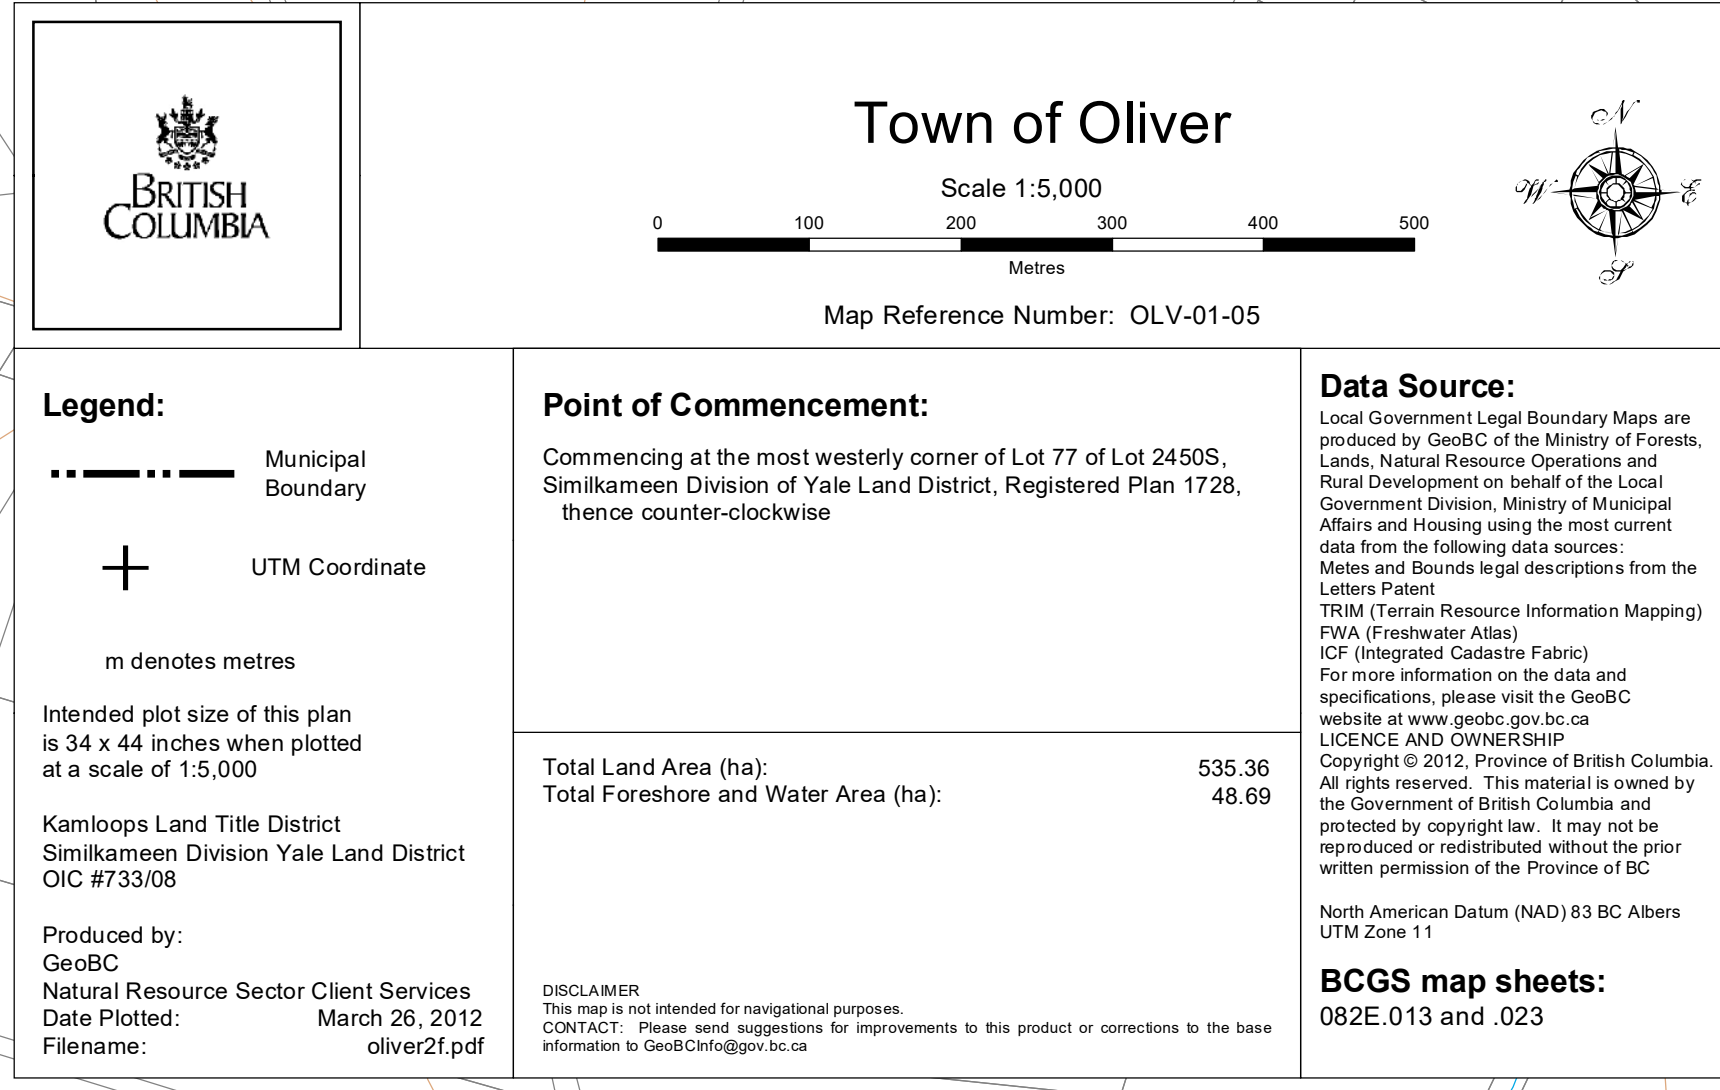 BRITISH
COLUMBIA
Town of Oliver
Scale 1:5,000
0 100 200 300 400 500
Metres
Map Reference Number: OLV-01-05
N
W E
S
Legend:
Municipal
Boundary
UTM Coordinate
m denotes metres
Intended plot size of this plan
is 34 x 44 inches when plotted
at a scale of 1:5,000
Kamloops Land Title District
Similkameen Division Yale Land District
OIC #733/08
Produced by:
GeoBC
Natural Resource Sector Client Services
Date Plotted: March 26, 2012
Filename: oliver2f.pdf
Point of Commencement:
Commencing at the most westerly corner of Lot 77 of Lot 2450S,
Similkameen Division of Yale Land District, Registered Plan 1728,
thence counter-clockwise
Total Land Area (ha): 535.36
Total Foreshore and Water Area (ha): 48.69
DISCLAIMER
This map is not intended for navigational purposes.
CONTACT: Please send suggestions for improvements to this product or corrections to the base
information to GeoBCInfo@gov.bc.ca
Data Source:
Local Government Legal Boundary Maps are
produced by GeoBC of the Ministry of Forests,
Lands, Natural Resource Operations and
Rural Development on behalf of the Local
Government Division, Ministry of Municipal
Affairs and Housing using the most current
data from the following data sources:
Metes and Bounds legal descriptions from the
Letters Patent
TRIM (Terrain Resource Information Mapping)
FWA (Freshwater Atlas)
ICF (Integrated Cadastre Fabric)
For more information on the data and
specifications, please visit the GeoBC
website at www.geobc.gov.bc.ca
LICENCE AND OWNERSHIP
Copyright © 2012, Province of British Columbia.
All rights reserved. This material is owned by
the Government of British Columbia and
protected by copyright law. It may not be
reproduced or redistributed without the prior
written permission of the Province of BC
North American Datum (NAD) 83 BC Albers
UTM Zone 11
BCGS map sheets:
082E.013 and .023